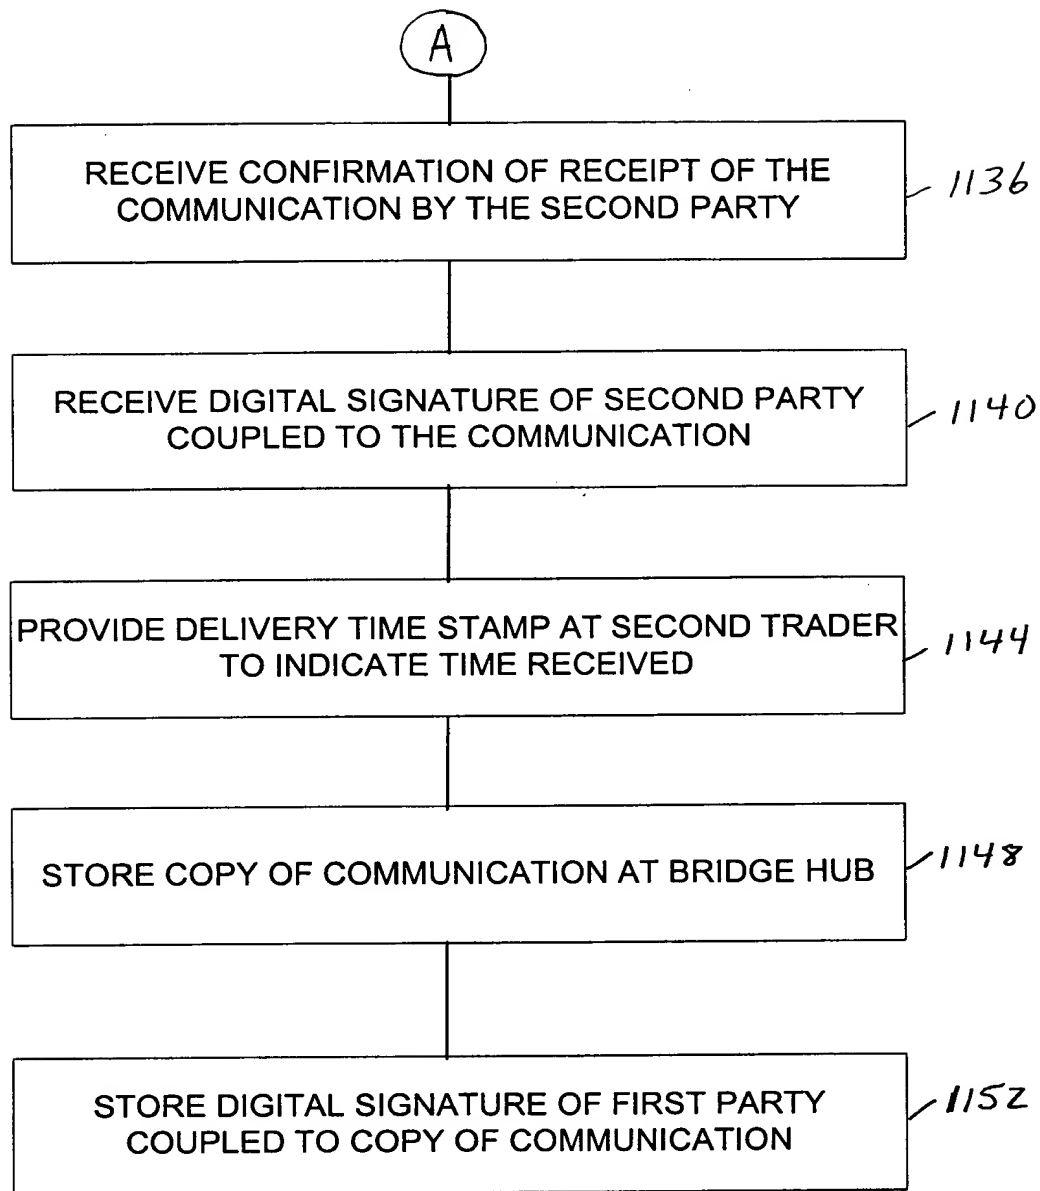 A
RECEIVE CONFIRMATION OF RECEIPT OF THE
COMMUNICATION BY THE SECOND PARTY
1136
RECEIVE DIGITAL SIGNATURE OF SECOND PARTY
COUPLED TO THE COMMUNICATION
1140
PROVIDE DELIVERY TIME STAMP AT SECOND TRADER
TO INDICATE TIME RECEIVED
1144
STORE COPY OF COMMUNICATION AT BRIDGE HUB
1148
STORE DIGITAL SIGNATURE OF FIRST PARTY
COUPLED TO COPY OF COMMUNICATION
1152